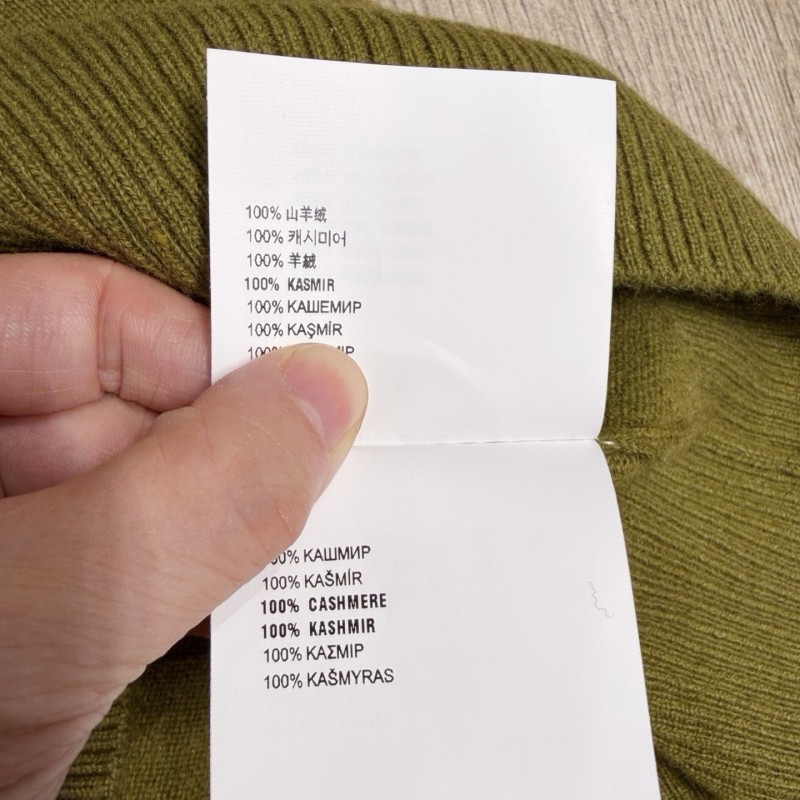 100% 山羊绒
100% 캐시미어
100% 羊絨
100% KASMIR
100% КАШЕМИР
100% KAŞMİR
100% КАШМИР
100% KAŠMÍR
100% CASHMERE
100% KASHMIR
100% ΚΑΣΜΙΡ
100% KAŠMYRAS